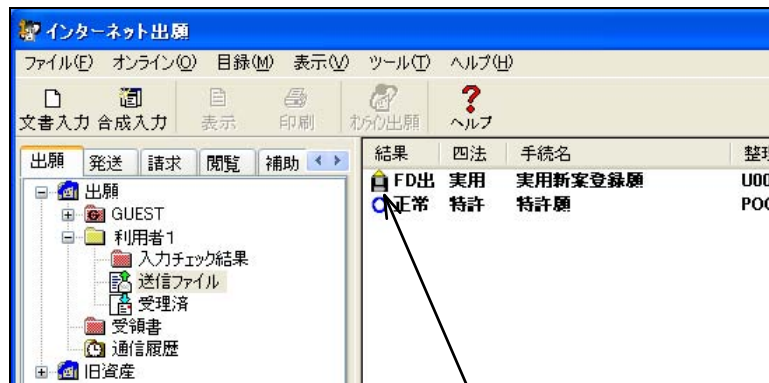 インターネット出願
ファイル(F) オンライン(O) 目録(M) 表示(V) ツール(T) ヘルプ(H)
文書入力 合成入力 表示 印刷 オンライン出願 ヘルプ
出願 発送 請求 閲覧 補助
結果 四法 手続名 整理
FD出 実用 実用新案登録願 U00
正常 特許 特許願 POO
出願
GUEST
利用者1
入力チェック結果
送信ファイル
受理済
受領書
通信履歴
旧資産